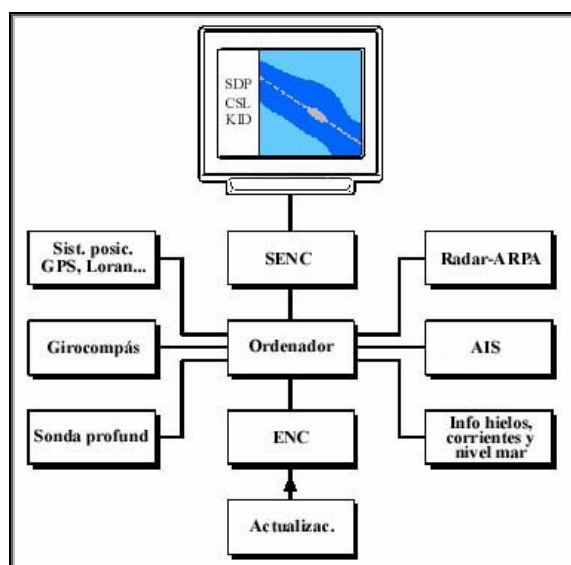 SDP
CSL
KID
Sist. posic.
GPS, Loran...
SENC
Radar-ARPA
Girocompás
Ordenador
AIS
Sonda profund
ENC
Info hielos,
corrientes y
nivel mar
Actualizac.